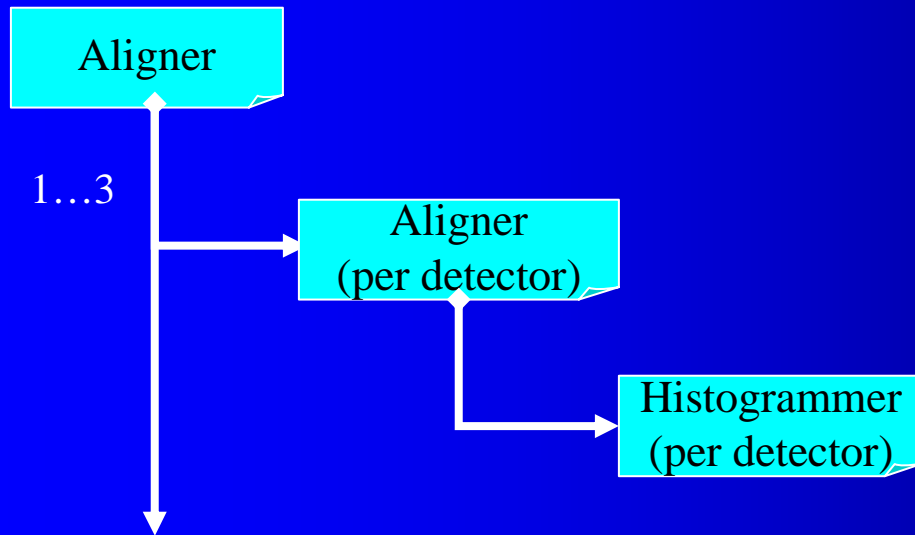 Aligner
1…3
Aligner
(per detector)
Histogrammer
(per detector)